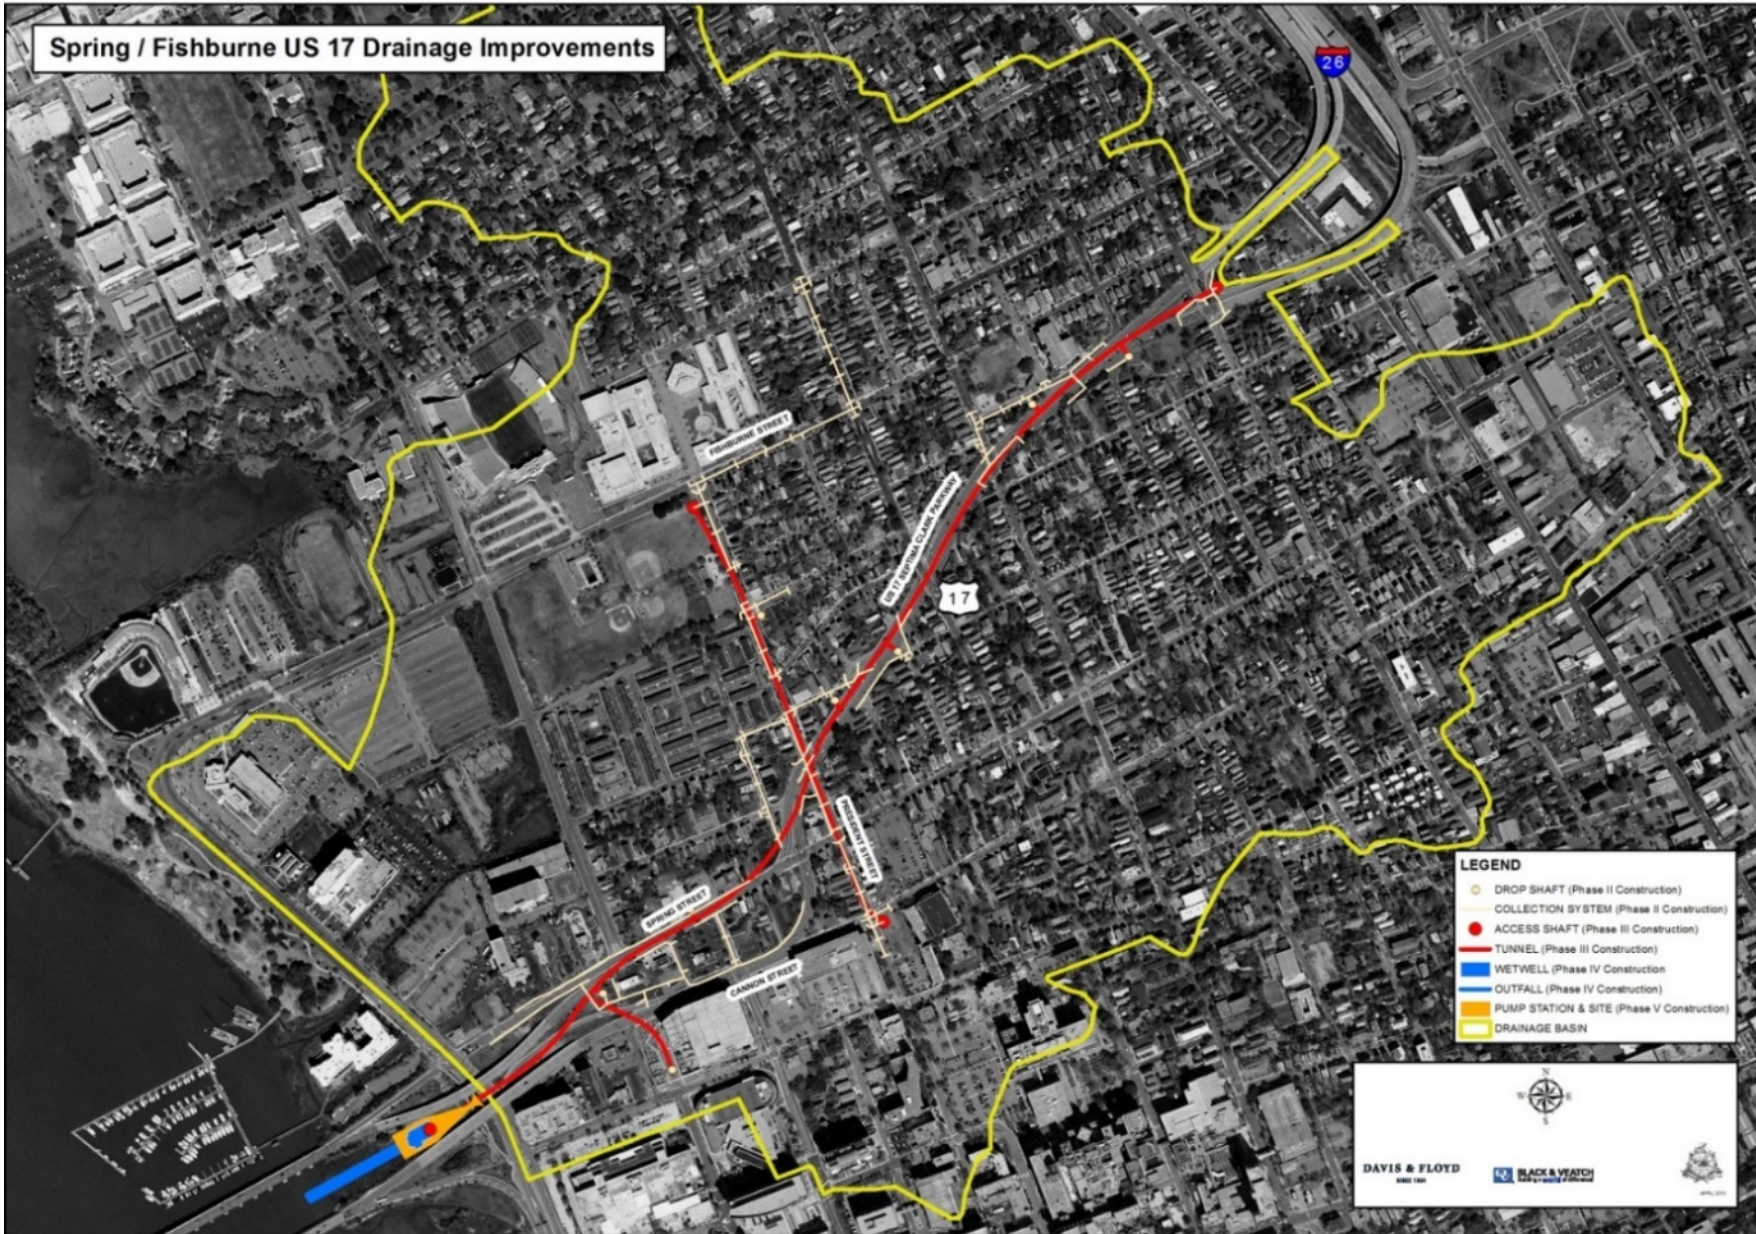 Spring / Fishburne US 17 Drainage Improvements
26
FISHBURNE STREET
US 17 SEPTIMA CLARK PARKWAY
17
PRESIDENT STREET
SPRING STREET
CANNON STREET
LEGEND
DROP SHAFT (Phase II Construction)
COLLECTION SYSTEM (Phase II Construction)
ACCESS SHAFT (Phase III Construction)
TUNNEL (Phase III Construction)
WETWELL (Phase IV Construction
OUTFALL (Phase IV Construction)
PUMP STATION & SITE (Phase V Construction)
DRAINAGE BASIN
N
W E
S
DAVIS & FLOYD
BLACK & VEATCH